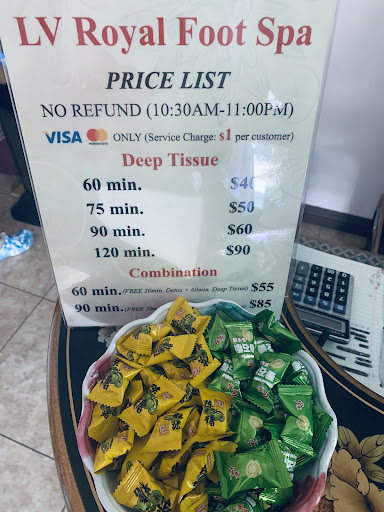 LV Royal Foot Spa
PRICE LIST
NO REFUND (10:30AM-11:00PM)
VISA ONLY (Service Charge: $1 per customer)
Deep Tissue
60 min. $40
75 min. $50
90 min. $60
120 min. $90
Combination
60 min. (FREE 20min. Detox + 60min. Deep Tissue) $55
90 min. (FREE $85